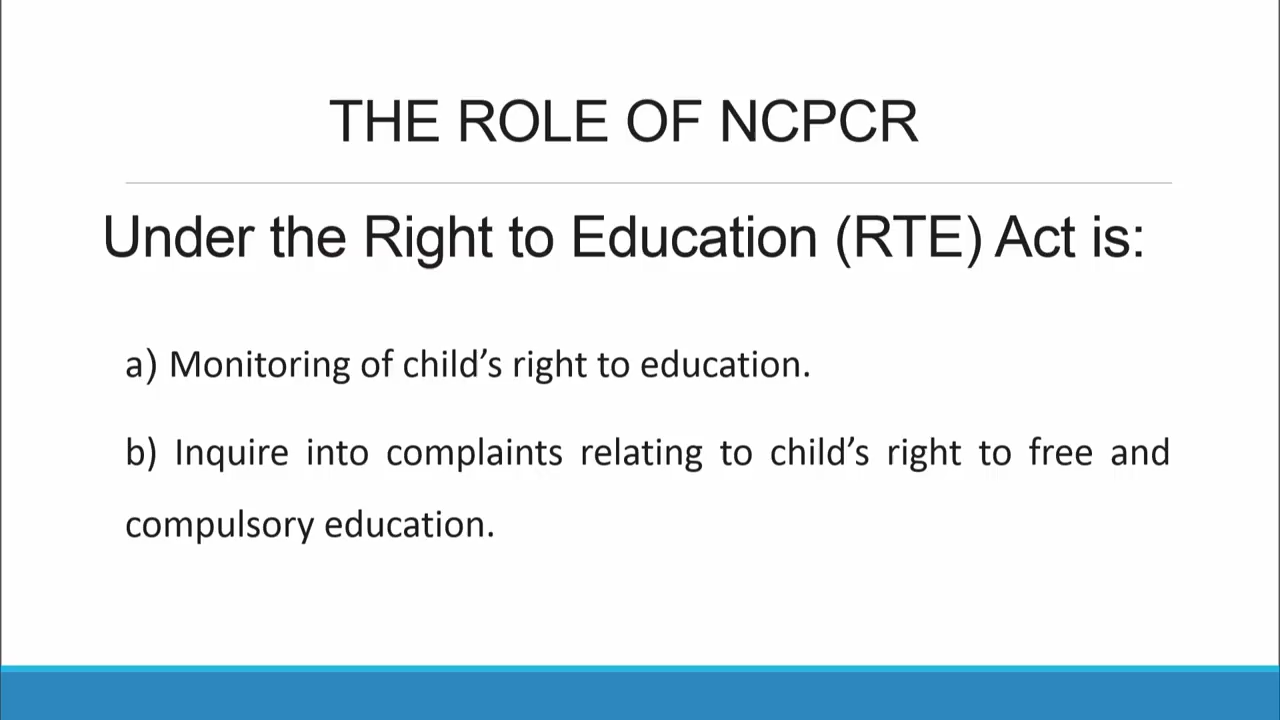 THE ROLE OF NCPCR
Under the Right to Education (RTE) Act is:
a) Monitoring of child’s right to education.
b) Inquire into complaints relating to child’s right to free and
compulsory education.